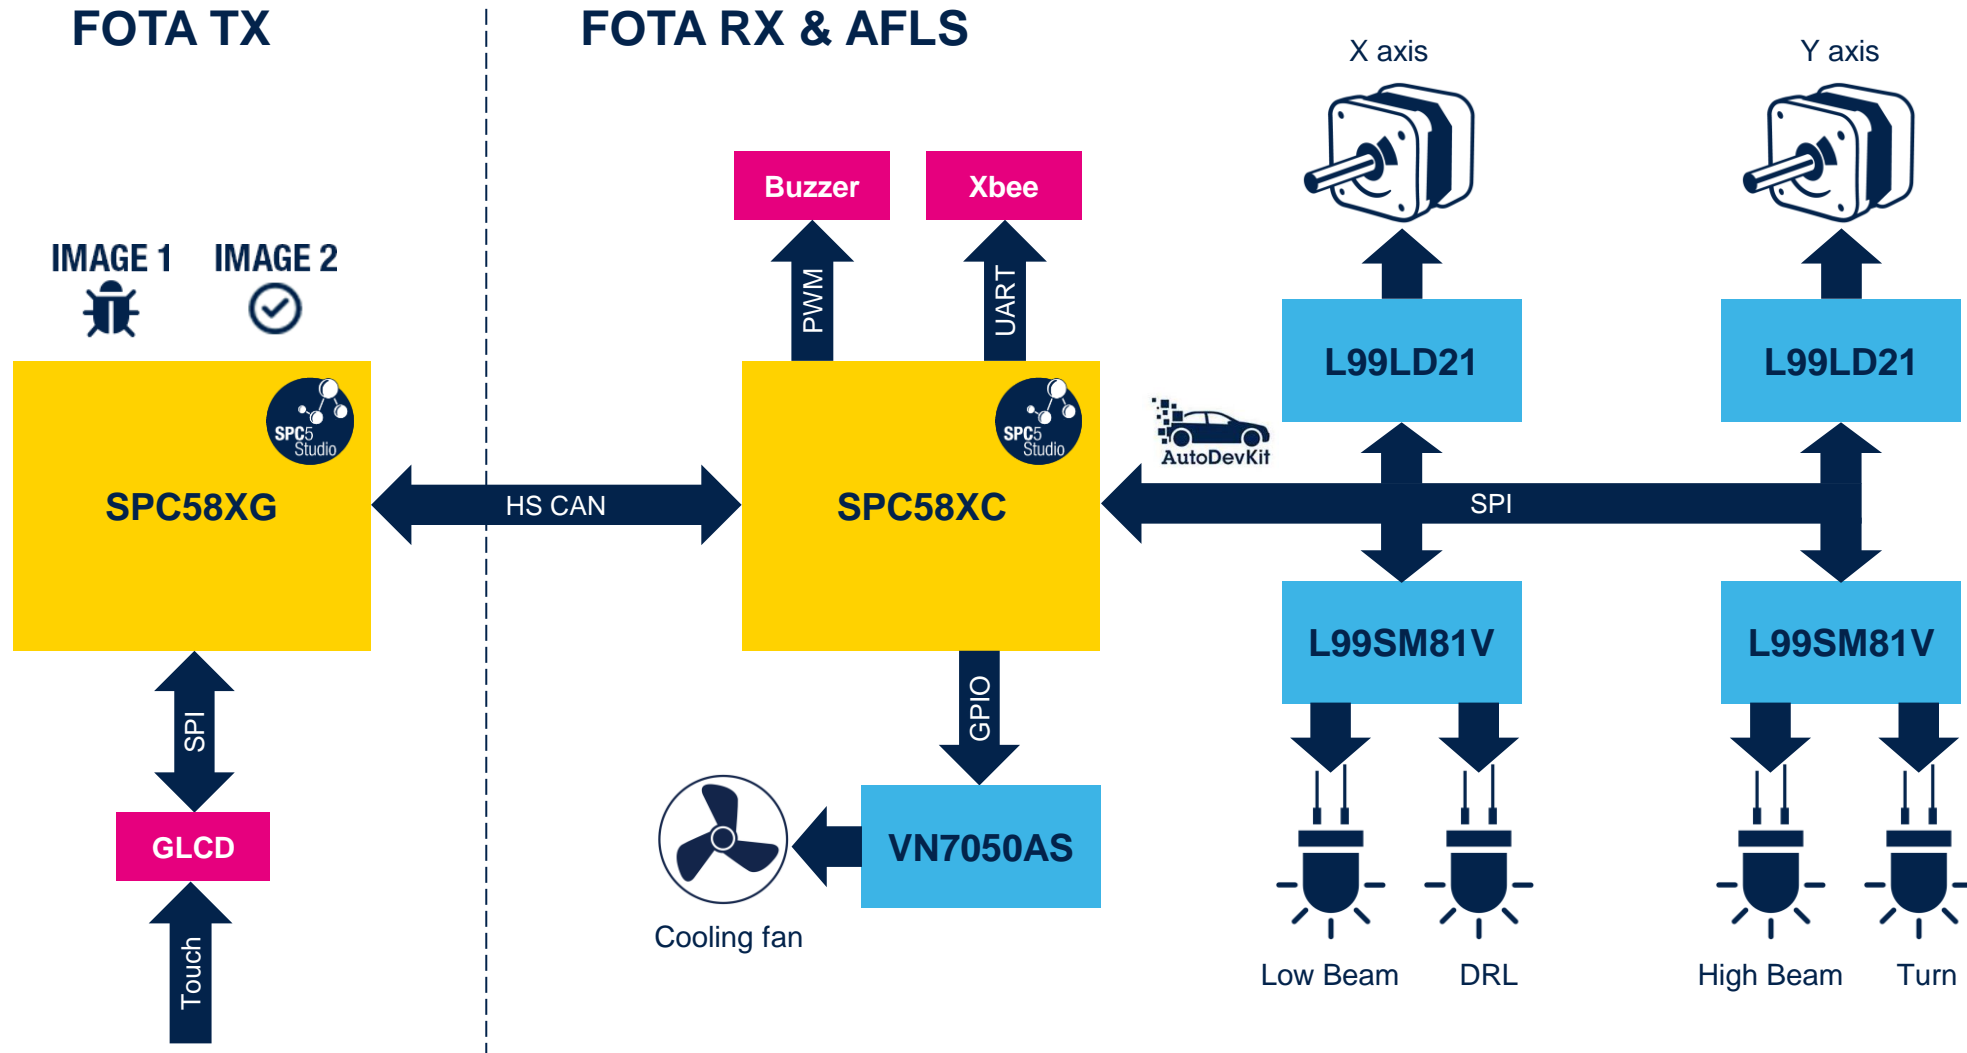 FOTA TX
FOTA RX & AFLS
X axis
Y axis
Buzzer
Xbee
IMAGE 1
IMAGE 2
PWM
UART
L99LD21
L99LD21
SPC5
Studio
SPC5
Studio
AutoDevKit
SPC58XG
HS CAN
SPC58XC
SPI
L99SM81V
L99SM81V
SPI
GPIO
GLCD
VN7050AS
Cooling fan
Touch
Low Beam
DRL
High Beam
Turn